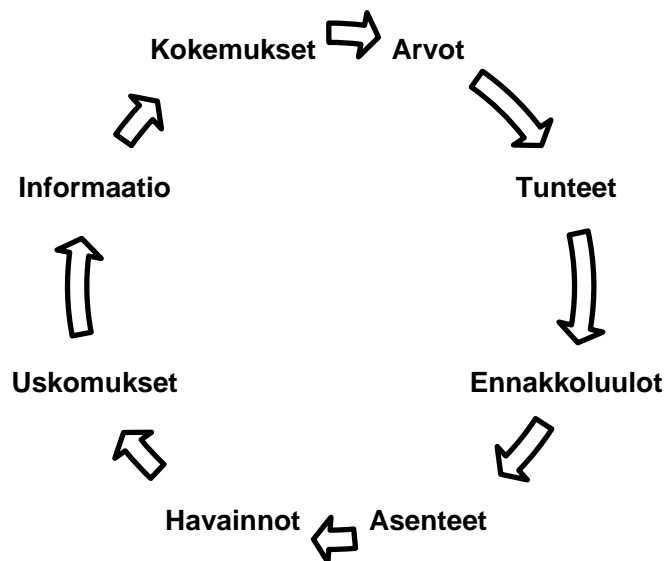 Kokemukset
Arvot
Tunteet
Ennakkoluulot
Asenteet
Havainnot
Uskomukset
Informaatio